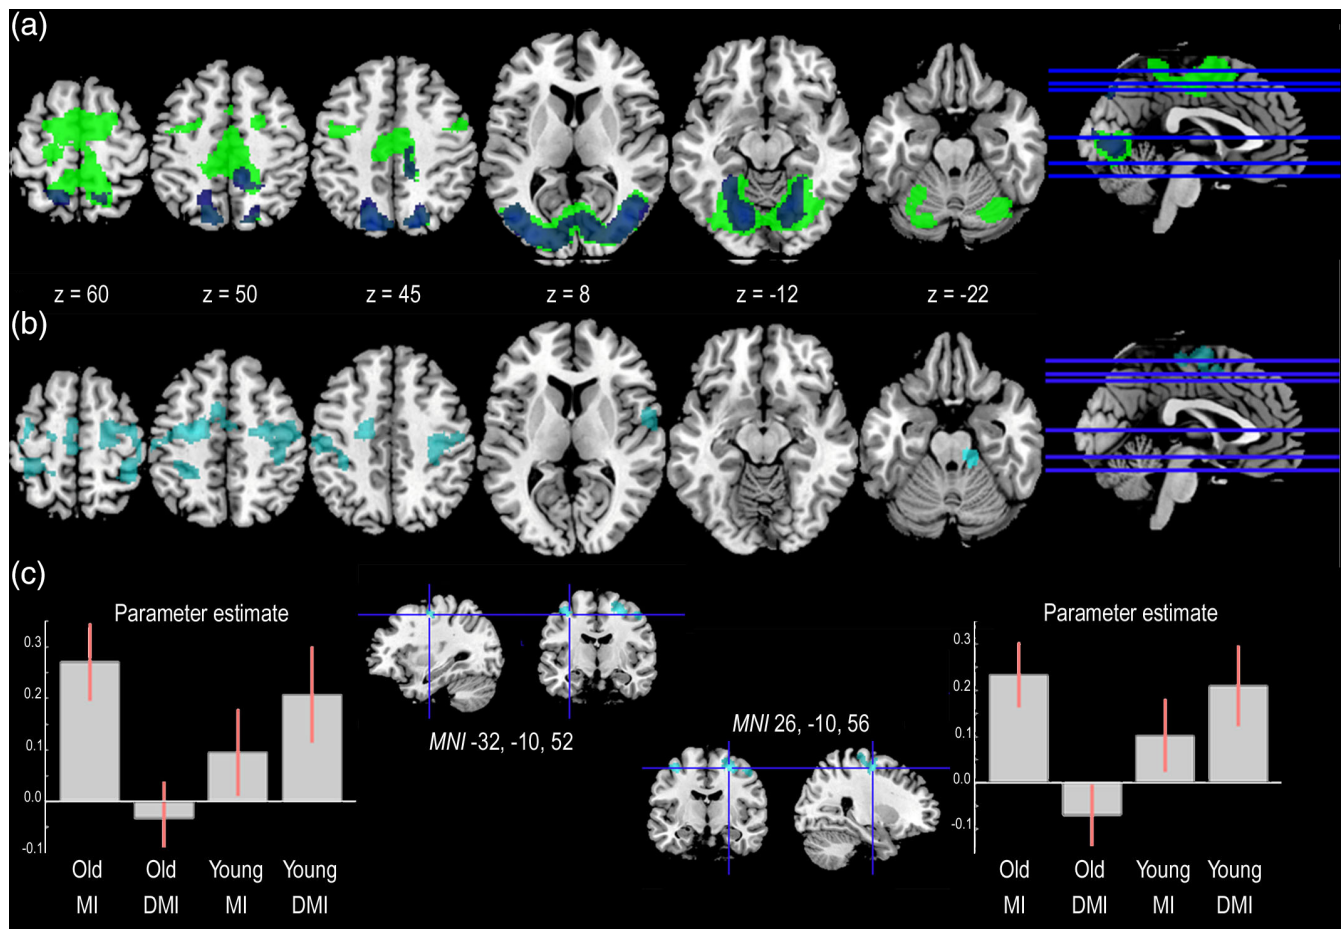 (a)
z = 60
z = 50
z = 45
z = 8
z = -12
z = -22
(b)
(c)
Parameter estimate
0.3
0.2
0.1
0.0
-0.1
Old
MI
Old
DMI
Young
MI
Young
DMI
MNI -32, -10, 52
MNI 26, -10, 56
Parameter estimate
0.3
0.2
0.1
0.0
-0.1
Old
MI
Old
DMI
Young
MI
Young
DMI